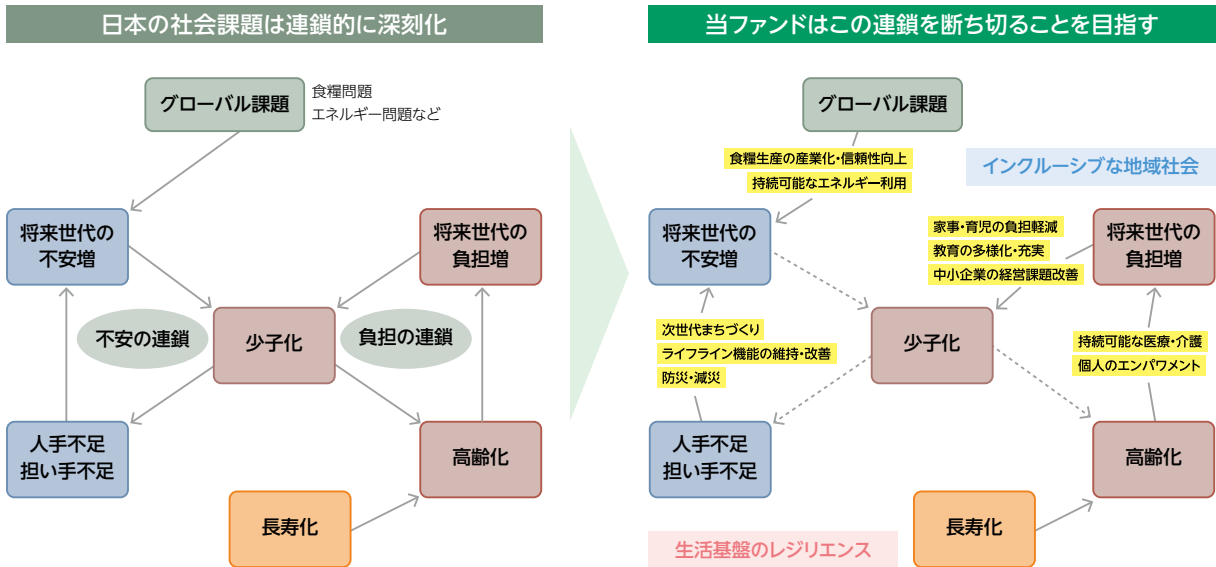 日本の社会課題は連鎖的に深刻化
グローバル課題
食糧問題
エネルギー問題など
将来世代の
不安増
将来世代の
負担増
不安の連鎖
少子化
負担の連鎖
人手不足
担い手不足
高齢化
長寿化
当ファンドはこの連鎖を断ち切ることを目指す
グローバル課題
食糧生産の産業化・信頼性向上
持続可能なエネルギー利用
インクルーシブな地域社会
将来世代の
不安増
家事・育児の負担軽減
教育の多様化・充実
中小企業の経営課題改善
将来世代の
負担増
次世代まちづくり
ライフライン機能の維持・改善
防災・減災
少子化
持続可能な医療・介護
個人のエンパワメント
人手不足
担い手不足
高齢化
長寿化
生活基盤のレジリエンス